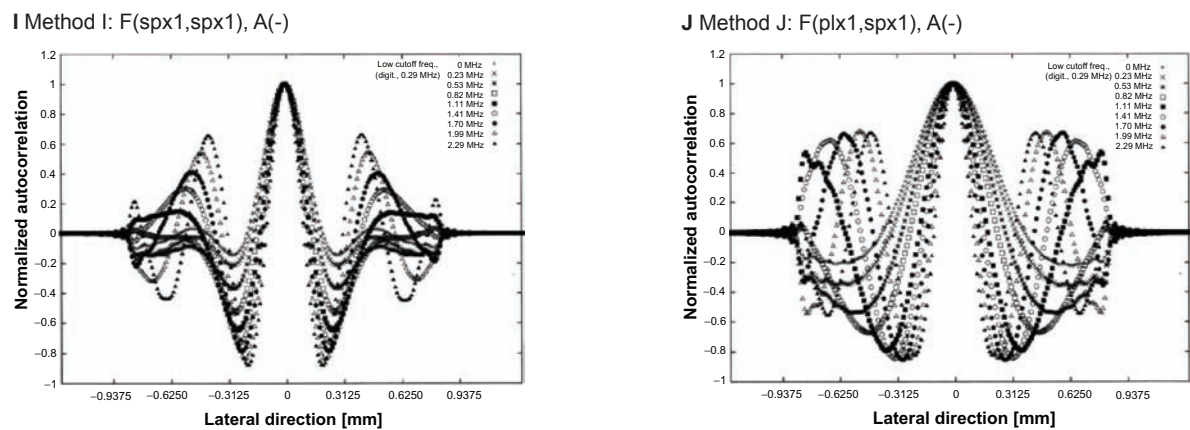 I Method I: F(spx1,spx1), A(-)
1.2
1
0.8
0.6
0.4
0.2
0
−0.2
−0.4
−0.6
−0.8
−1
Normalized autocorrelation
Low cutoff freq., 0 MHz
(digit., 0.29 MHz) 0.23 MHz
0.53 MHz
0.82 MHz
1.11 MHz
1.41 MHz
1.70 MHz
1.99 MHz
2.29 MHz
−0.9375 −0.6250 −0.3125 0 0.3125 0.6250 0.9375
Lateral direction [mm]
J Method J: F(plx1,spx1), A(-)
1.2
1
0.8
0.6
0.4
0.2
0
−0.2
−0.4
−0.6
−0.8
−1
Normalized autocorrelation
Low cutoff freq., 0 MHz
(digit., 0.29 MHz) 0.23 MHz
0.53 MHz
0.82 MHz
1.11 MHz
1.41 MHz
1.70 MHz
1.99 MHz
2.29 MHz
−0.9375 −0.6250 −0.3125 0 0.3125 0.6250 0.9375
Lateral direction [mm]